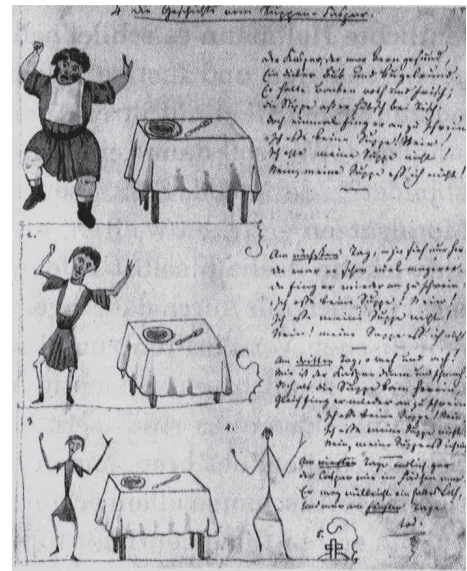 4 die Geschichte vom Suppen-Kaspar.
der Kaspar, der war kern gesund,
Ein dicker Bub und kugelrund.
Er hatte Backen roth und frisch;
die Suppe aß er hübsch bei Tisch.
doch einmal fing er an zu schrein
ich esse keine Suppe! Nein!
Ich esse meine Suppe nicht
Nein, meine Suppe eß ich nicht!
2.
Am nächsten Tag, ja sieh nur her
da war er schon viel magerer.
da fing er wieder an zu schrein
ich esse keine Suppe! Nein!
Ich esse meine Suppe nicht
Nein! meine Suppe eß ich nicht
3
Am dritten Tag, o weh und ach!
Wie ist der Kaspar dünn und schwach
doch als die Suppe kam herein
Gleich fing er wieder an zu schrein
ich esse keine Suppe! Nein
Ich esse meine Suppe nicht
Nein, meine Suppe eß ich
4.
Am vierten Tage endlich gar
der Caspar wie ein Fädchen war
Er wog vielleicht ein halbes Loth,
und war am fünften Tage
todt.
5.